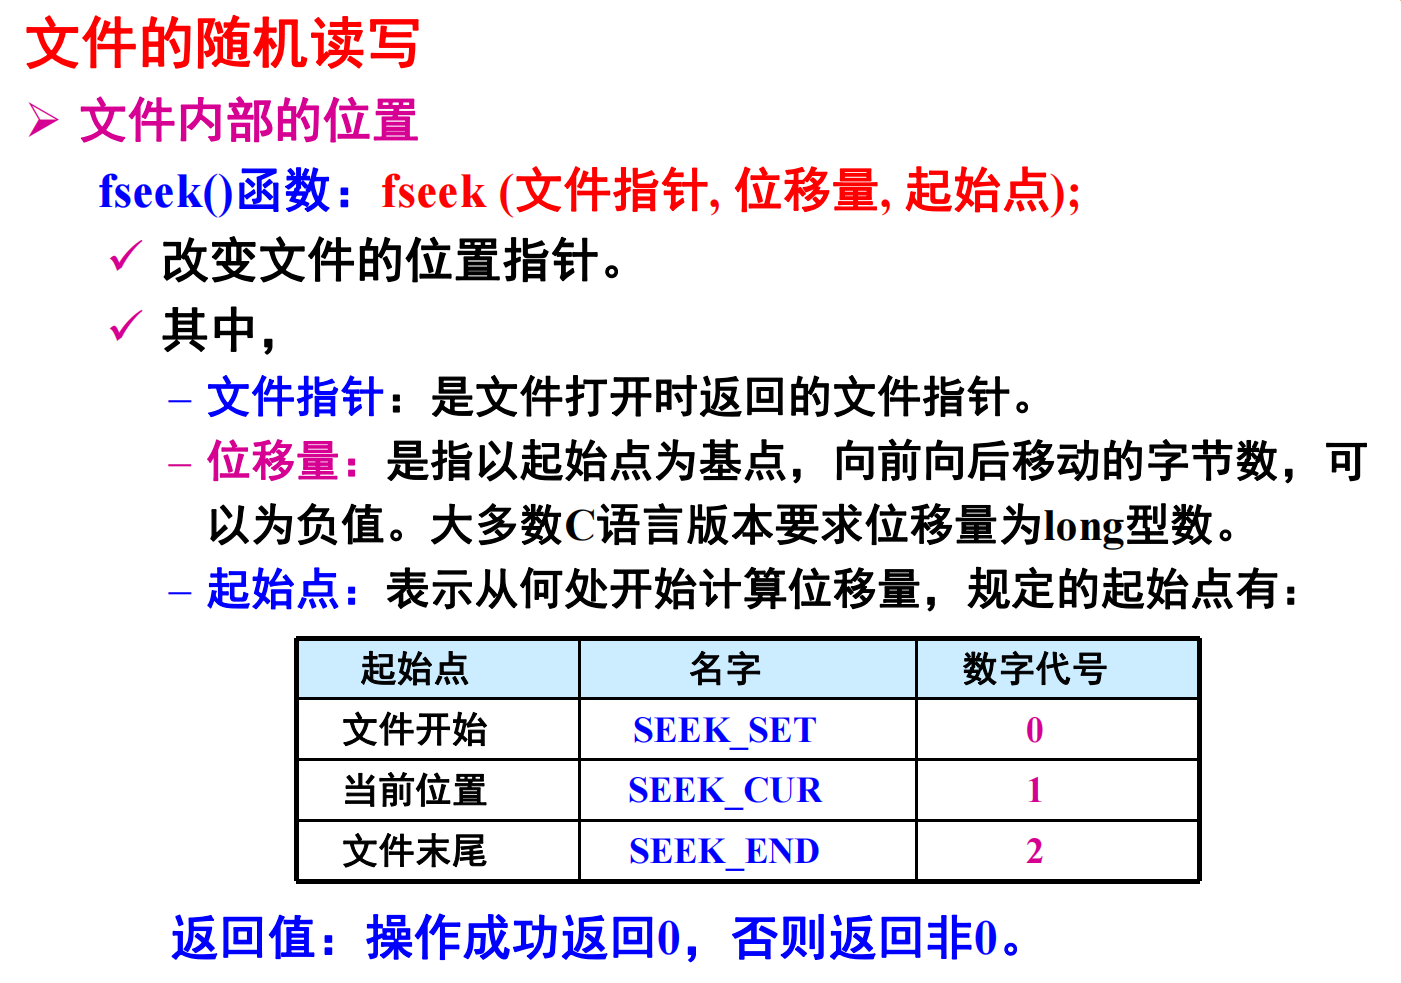 文件的随机读写
➢ 文件内部的位置
fseek()函数：fseek (文件指针, 位移量, 起始点);
✓ 改变文件的位置指针。
✓ 其中，
– 文件指针：是文件打开时返回的文件指针。
– 位移量：是指以起始点为基点，向前向后移动的字节数，可
以为负值。大多数C语言版本要求位移量为long型数。
– 起始点：表示从何处开始计算位移量，规定的起始点有：
起始点 名字 数字代号
文件开始 SEEK_SET 0
当前位置 SEEK_CUR 1
文件末尾 SEEK_END 2
返回值：操作成功返回0，否则返回非0。